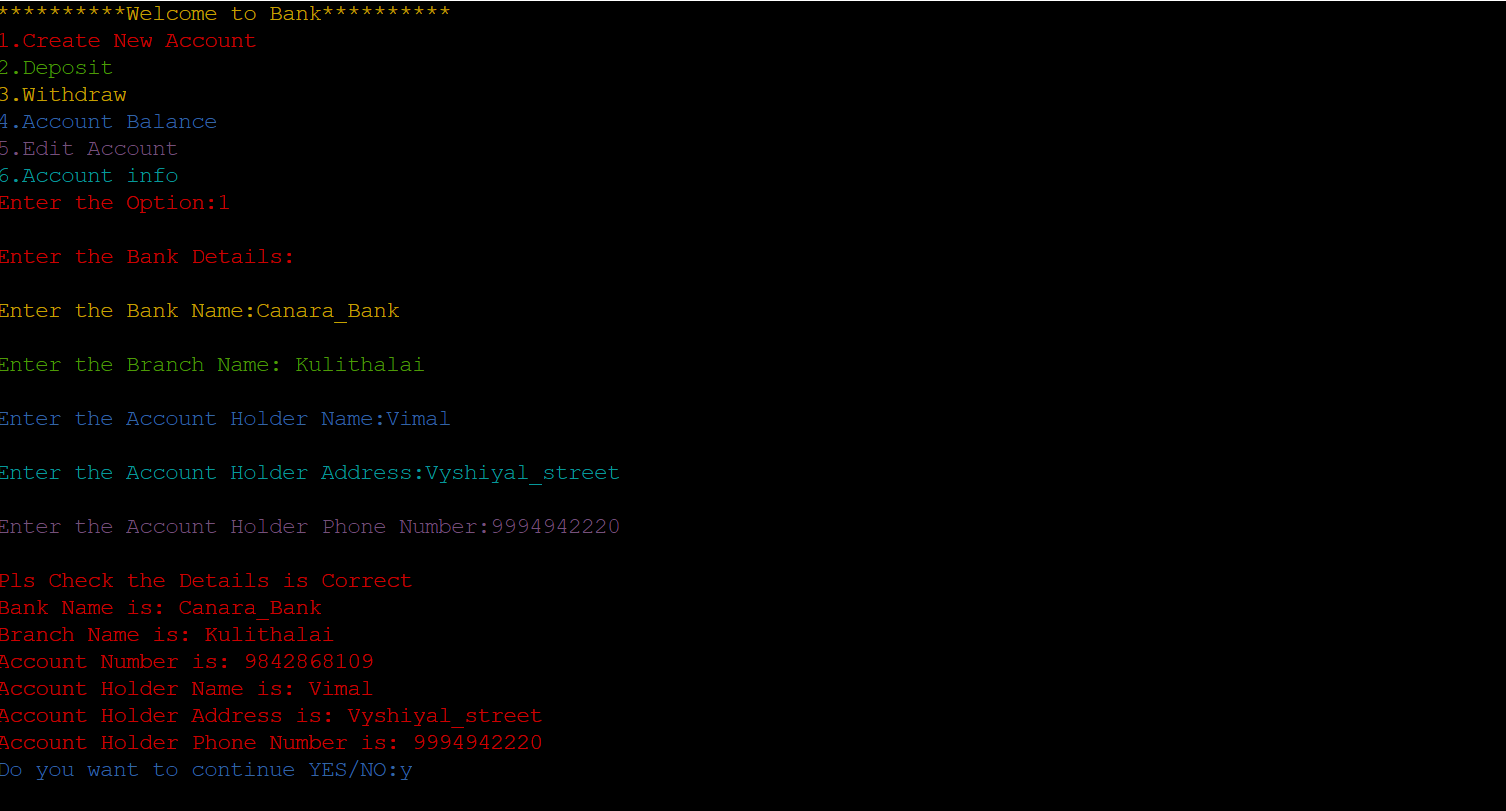 **********Welcome to Bank**********
1.Create New Account
2.Deposit
3.Withdraw
4.Account Balance
5.Edit Account
6.Account info
Enter the Option:1
Enter the Bank Details:
Enter the Bank Name:Canara_Bank
Enter the Branch Name: Kulithalai
Enter the Account Holder Name:Vimal
Enter the Account Holder Address:Vyshiyal_street
Enter the Account Holder Phone Number:9994942220
Pls Check the Details is Correct
Bank Name is: Canara_Bank
Branch Name is: Kulithalai
Account Number is: 9842868109
Account Holder Name is: Vimal
Account Holder Address is: Vyshiyal_street
Account Holder Phone Number is: 9994942220
Do you want to continue YES/NO:y